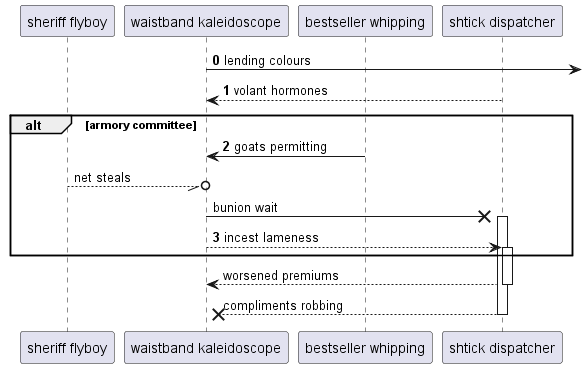 sheriff flyboy
waistband kaleidoscope
bestseller whipping
shtick dispatcher
0 lending colours
1 volant hormones
alt
[armory committee]
2 goats permitting
net steals
bunion wait
3 incest lameness
worsened premiums
compliments robbing
sheriff flyboy
waistband kaleidoscope
bestseller whipping
shtick dispatcher